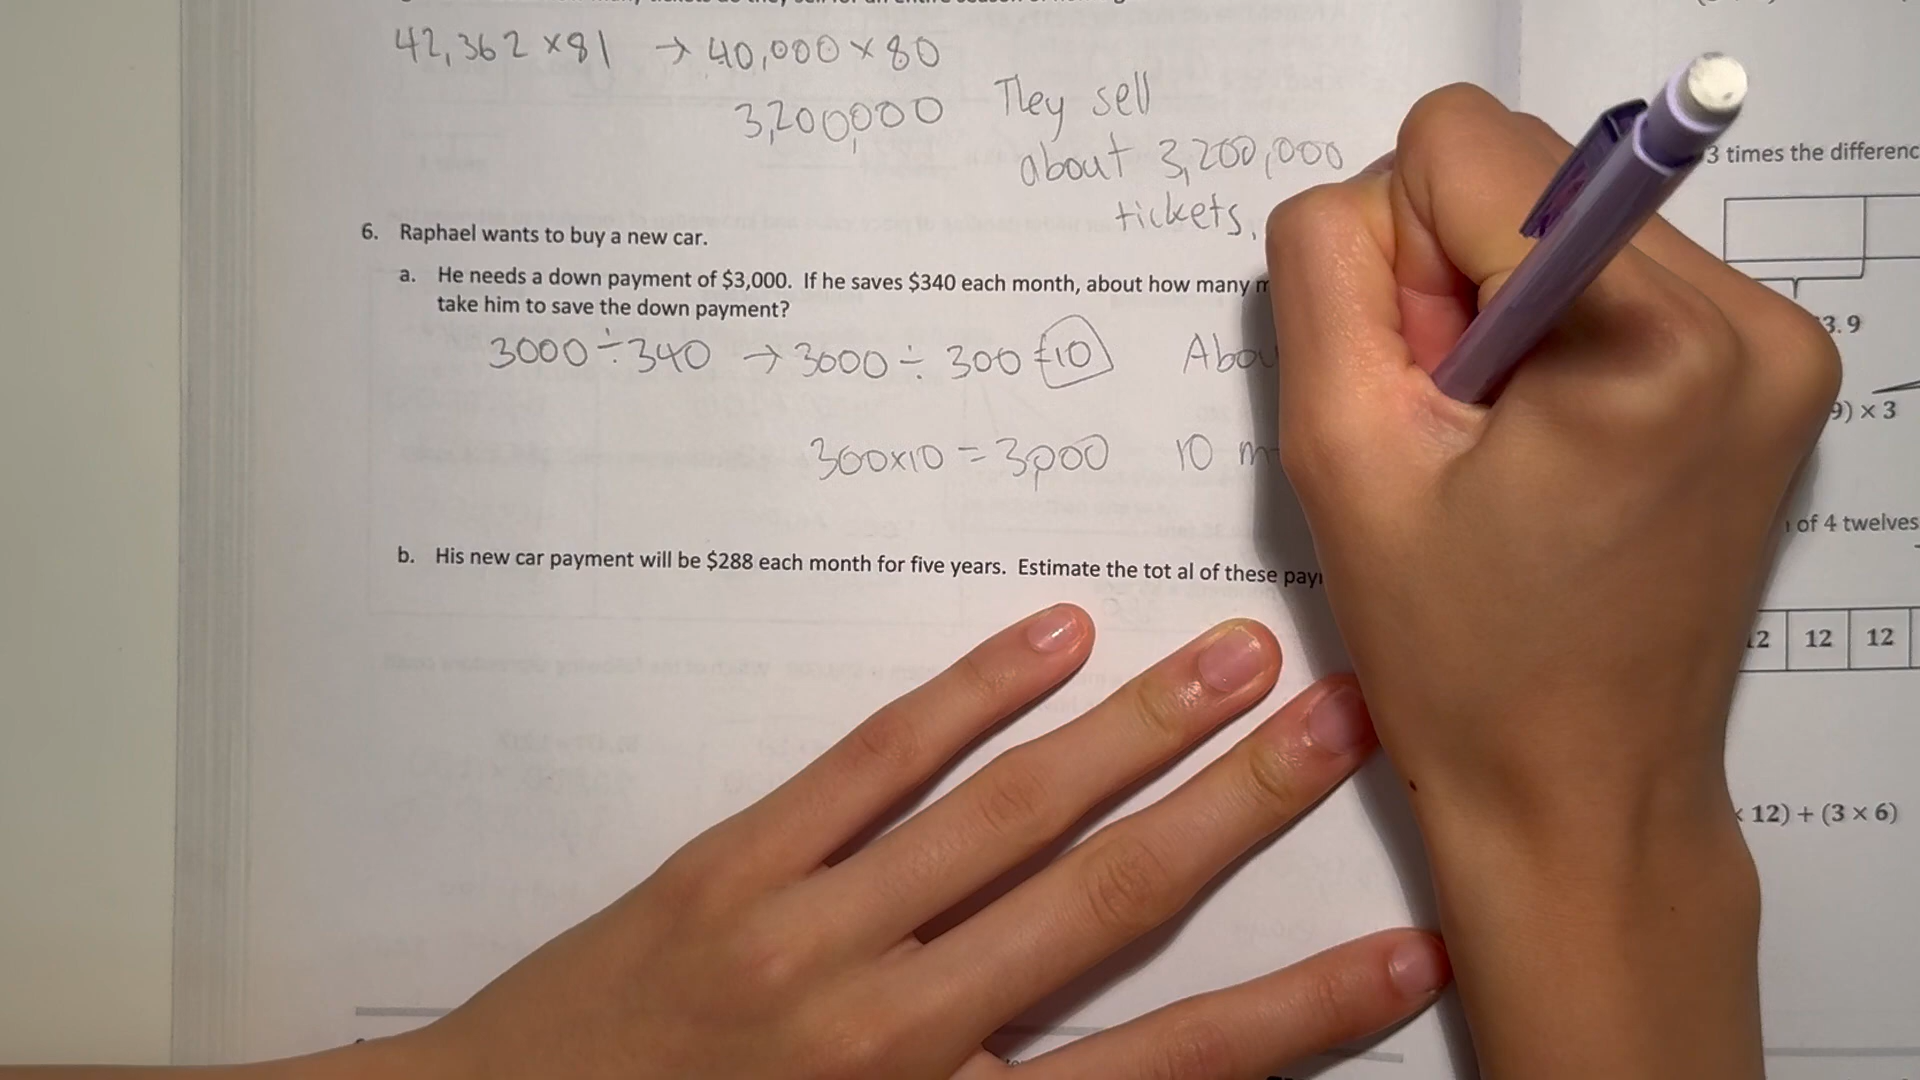 42,362 × 81 → 40,000 × 80
3,200,000
They sell
about 3,200,000
tickets.
6. Raphael wants to buy a new car.
a. He needs a down payment of $3,000. If he saves $340 each month, about how many
take him to save the down payment?
3000 ÷ 340 → 3000 ÷ 300 = 10
300 × 10 = 3,000 10
b. His new car payment will be $288 each month for five years. Estimate the tot al of these
3 times the
3.9
9) × 3
of 4 twelves
12 12
12) + (3 × 6)